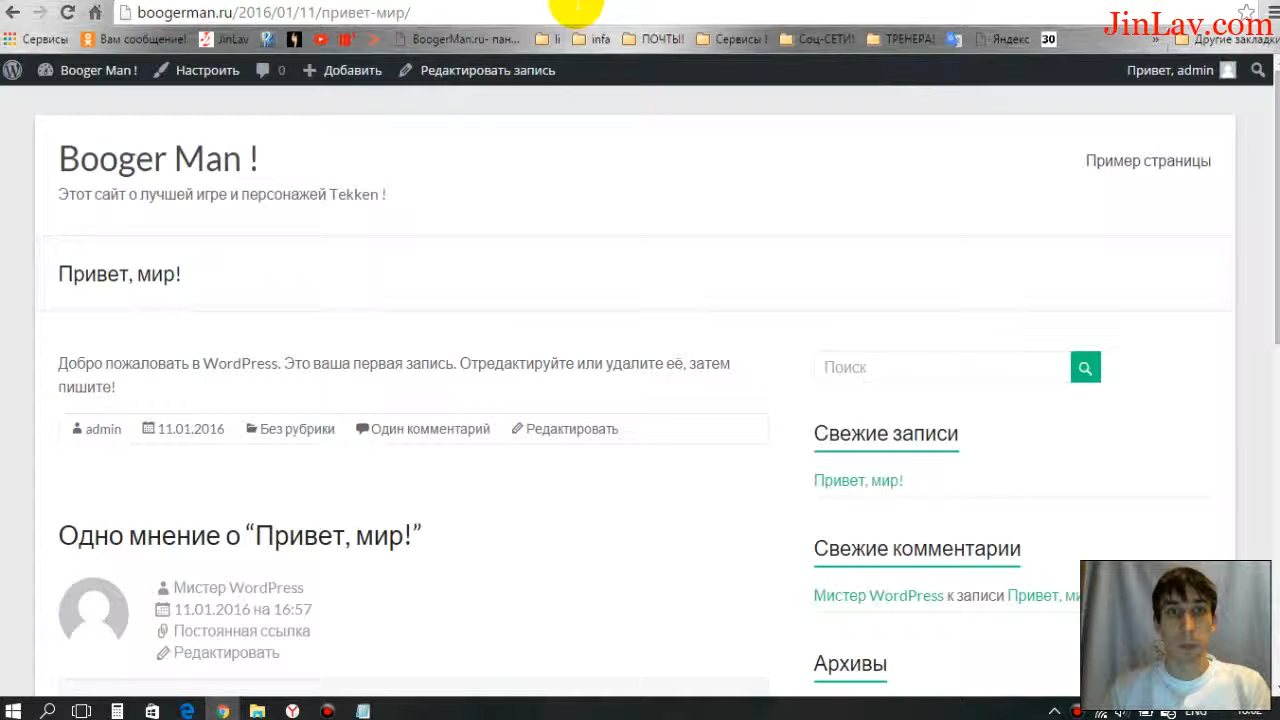 boogerman.ru/2016/01/11/привет-мир/
JinLav.com
Сервисы
Вам сообщение!
JinLav
18+
BoogerMan.ru- пан...
li
infa
ПОЧТЫ!
Сервисы !
Соц-СЕТИ!
ТРЕНЕРА!
Яндекс
30
»
Другие закладки
Booger Man !
Настроить
0
Добавить
Редактировать запись
Привет, admin
Booger Man !
Пример страницы
Этот сайт о лучшей игре и персонажей Tekken !
Привет, мир!
Добро пожаловать в WordPress. Это ваша первая запись. Отредактируйте или удалите её, затем
пишите!
admin
11.01.2016
Без рубрики
Один комментарий
Редактировать
Поиск
Свежие записи
Привет, мир!
Одно мнение о “Привет, мир!”
Мистер WordPress
11.01.2016 на 16:57
Постоянная ссылка
Редактировать
Свежие комментарии
Мистер WordPress к записи Привет,
Архивы